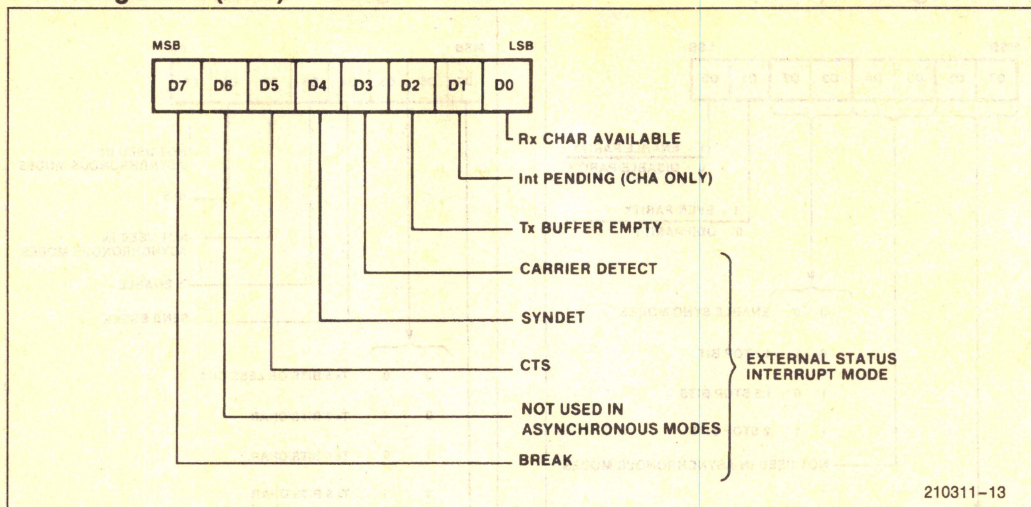 MSB LSB
D7 D6 D5 D4 D3 D2 D1 D0
Rx CHAR AVAILABLE
Int PENDING (CHA ONLY)
Tx BUFFER EMPTY
CARRIER DETECT
SYNDET
CTS
EXTERNAL STATUS
INTERRUPT MODE
NOT USED IN
ASYNCHRONOUS MODES
BREAK
210311–13